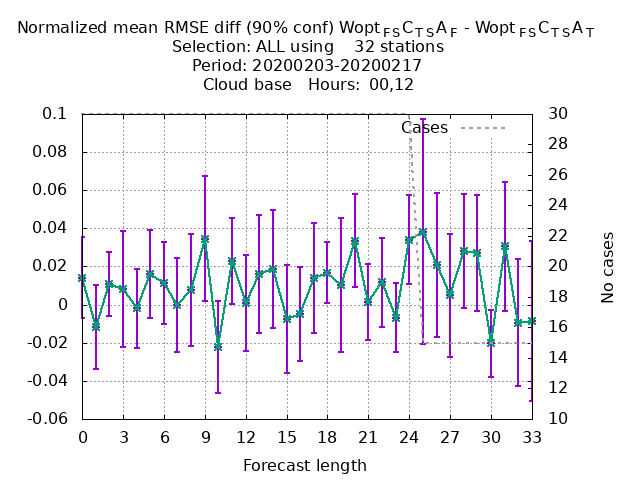 Normalized mean RMSE diff (90% conf) Wopt FS C TS A F - Wopt FS C TS A T
Selection: ALL using 32 stations
Period: 20200203-20200217
Cloud base Hours: 00,12
0.1
0.08
0.06
0.04
0.02
0
-0.02
-0.04
-0.06
Cases
30
28
26
24
22
20
18
16
14
12
10
No cases
0 3 6 9 12 15 18 21 24 27 30 33
Forecast length